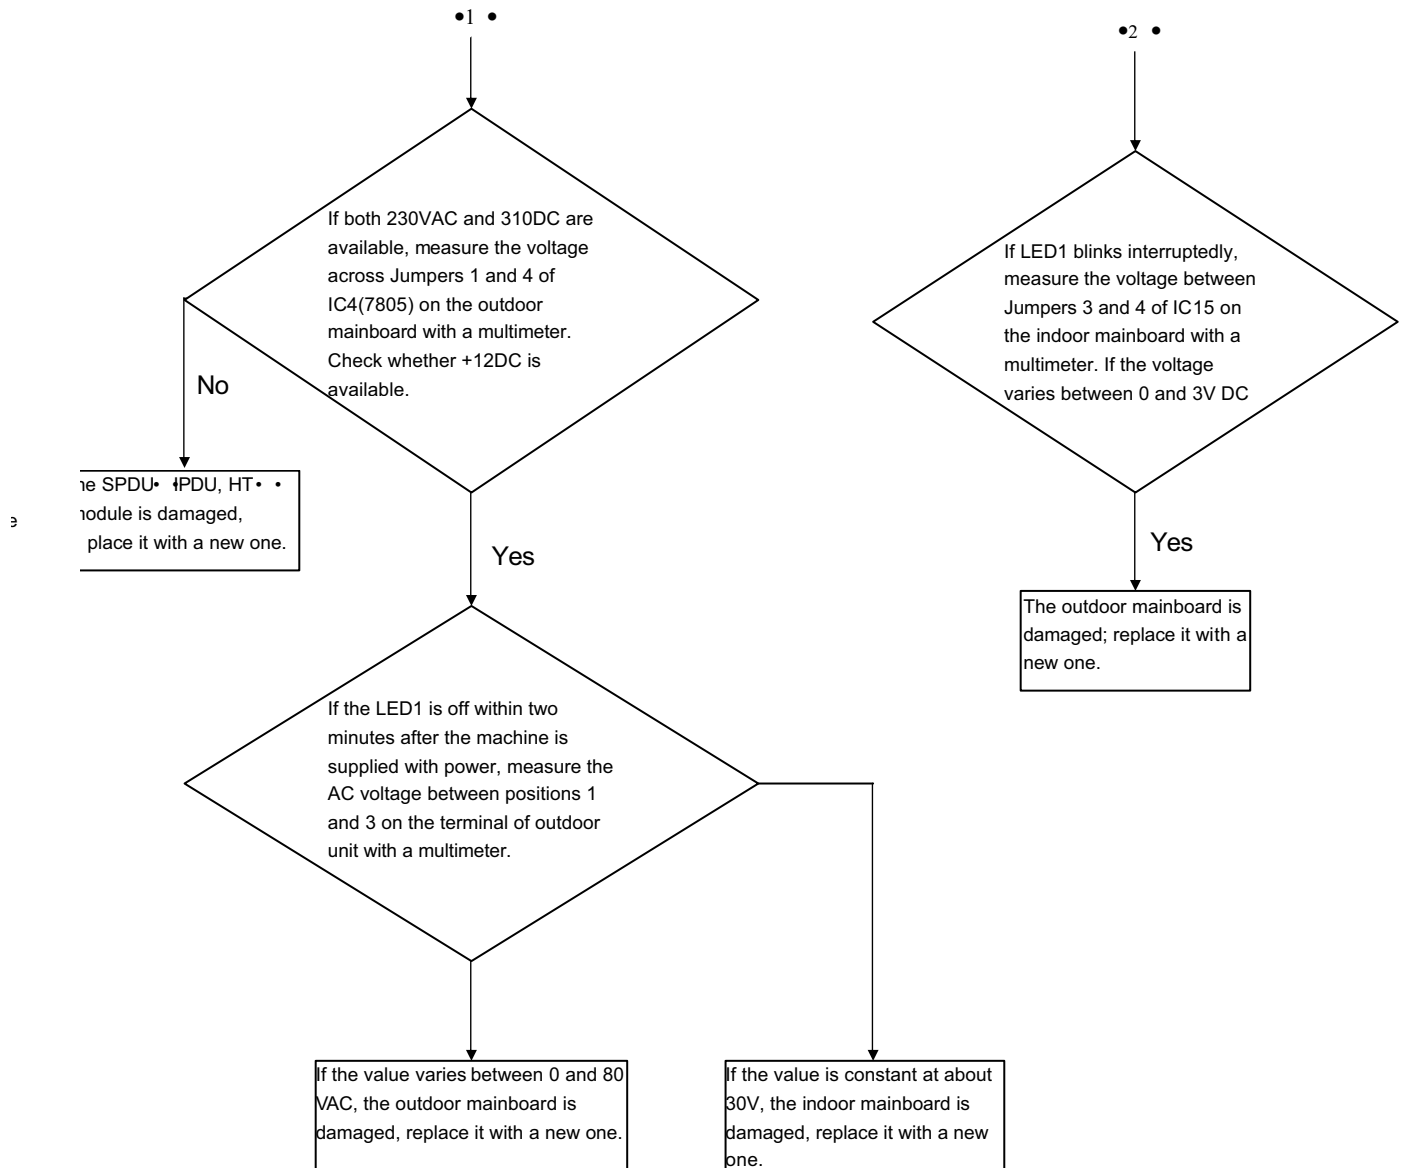 •1 •
•2 •
If both 230VAC and 310DC are
available, measure the voltage
across Jumpers 1 and 4 of
IC4(7805) on the outdoor
mainboard with a multimeter.
Check whether +12DC is
available.
If LED1 blinks interruptedly,
measure the voltage between
Jumpers 3 and 4 of IC15 on
the indoor mainboard with a
multimeter. If the voltage
varies between 0 and 3V DC
No
he SPDU• •IPDU, HT• •
nodule is damaged,
place it with a new one.
e
Yes
Yes
The outdoor mainboard is
damaged; replace it with a
new one.
If the LED1 is off within two
minutes after the machine is
supplied with power, measure the
AC voltage between positions 1
and 3 on the terminal of outdoor
unit with a multimeter.
If the value varies between 0 and 80
VAC, the outdoor mainboard is
damaged, replace it with a new one.
If the value is constant at about
30V, the indoor mainboard is
damaged, replace it with a new
one.